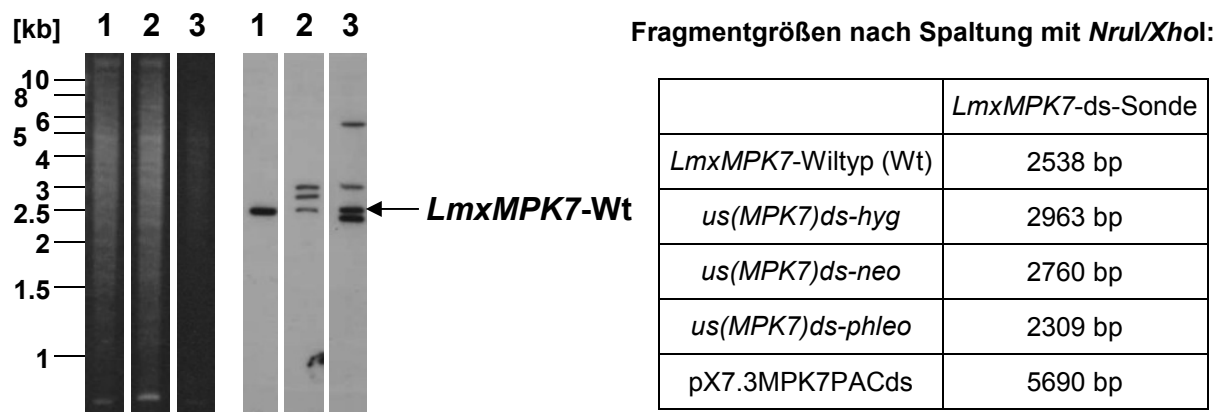 [kb] 1 2 3 1 2 3
10
8
6
5
4
3
2.5
2
1.5
1
LmxMPK7-Wt
Fragmentgrößen nach Spaltung mit NruI/XhoI:
LmxMPK7-ds-Sonde
LmxMPK7-Wiltyp (Wt) 2538 bp
us(MPK7)ds-hyg 2963 bp
us(MPK7)ds-neo 2760 bp
us(MPK7)ds-phleo 2309 bp
pX7.3MPK7PACds 5690 bp